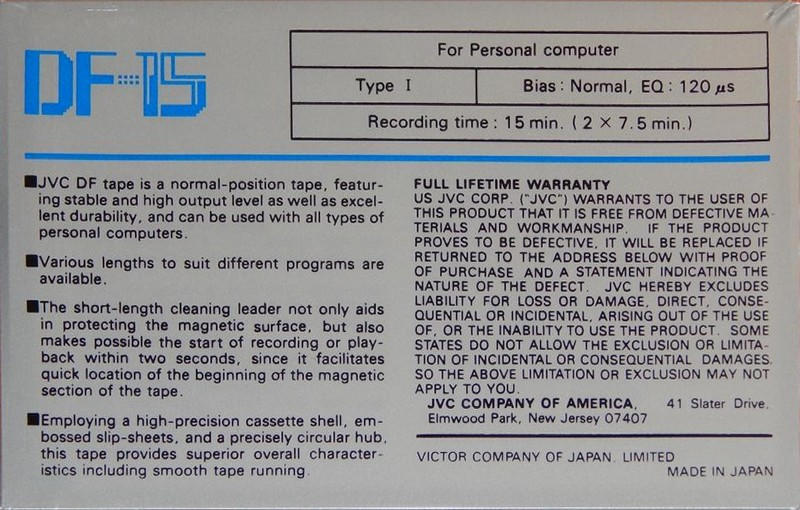 DF-15
For Personal computer
Type I
Bias: Normal, EQ: 120 μs
Recording time: 15 min. (2 × 7.5 min.)
■JVC DF tape is a normal-position tape, featur-
ing stable and high output level as well as excel-
lent durability, and can be used with all types of
personal computers.
■Various lengths to suit different programs are
available.
■The short-length cleaning leader not only aids
in protecting the magnetic surface, but also
makes possible the start of recording or play-
back within two seconds, since it facilitates
quick location of the beginning of the magnetic
section of the tape.
■Employing a high-precision cassette shell, em-
bossed slip-sheets, and a precisely circular hub,
this tape provides superior overall character-
istics including smooth tape running.
FULL LIFETIME WARRANTY
US JVC CORP. ("JVC") WARRANTS TO THE USER OF
THIS PRODUCT THAT IT IS FREE FROM DEFECTIVE MA-
TERIALS AND WORKMANSHIP. IF THE PRODUCT
PROVES TO BE DEFECTIVE, IT WILL BE REPLACED IF
RETURNED TO THE ADDRESS BELOW WITH PROOF
OF PURCHASE AND A STATEMENT INDICATING THE
NATURE OF THE DEFECT. JVC HEREBY EXCLUDES
LIABILITY FOR LOSS OR DAMAGE, DIRECT, CONSE-
QUENTIAL OR INCIDENTAL, ARISING OUT OF THE USE
OF, OR THE INABILITY TO USE THE PRODUCT. SOME
STATES DO NOT ALLOW THE EXCLUSION OR LIMITA-
TION OF INCIDENTAL OR CONSEQUENTIAL DAMAGES,
SO THE ABOVE LIMITATION OR EXCLUSION MAY NOT
APPLY TO YOU.
JVC COMPANY OF AMERICA, 41 Slater Drive,
Elmwood Park, New Jersey 07407
VICTOR COMPANY OF JAPAN, LIMITED
MADE IN JAPAN